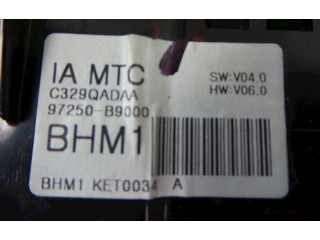 IA MTC
SW:V04.0
C329QADAA
HW:V06.0
97250-B9000
BHM1
BHM1 KET0034 A